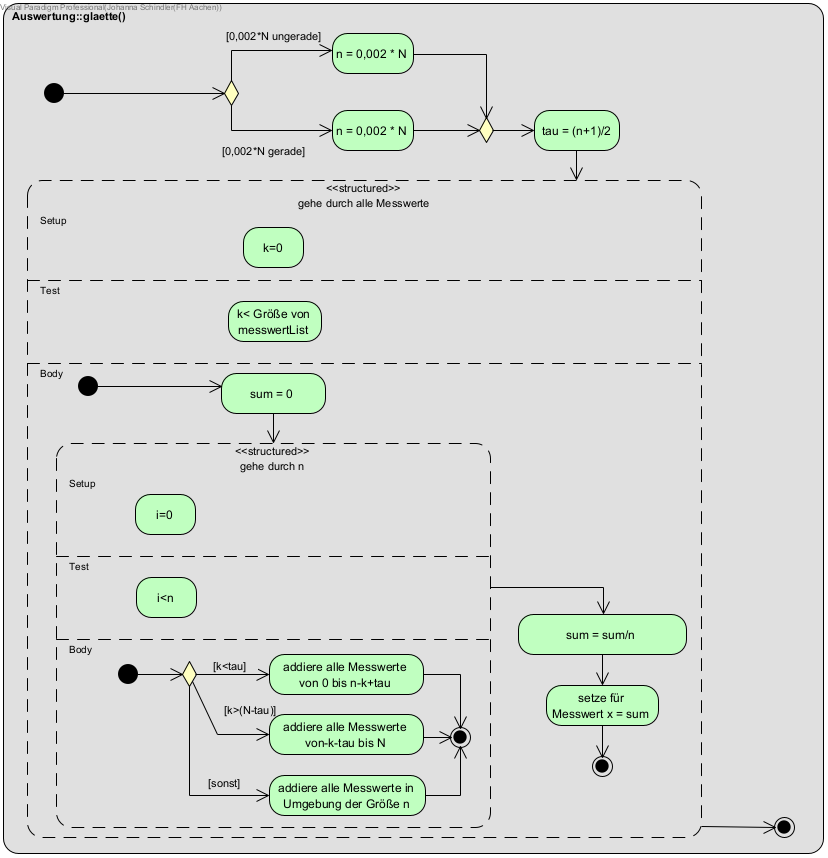 Visual Paradigm Professional(Johanna Schindler(FH Aachen))
Auswertung::glaette()
[0,002*N ungerade]
n = 0,002 * N
n = 0,002 * N
tau = (n+1)/2
[0,002*N gerade]
<<structured>>
gehe durch alle Messwerte
Setup
k=0
Test
k< Größe von
messwertList
Body
sum = 0
<<structured>>
gehe durch n
Setup
i=0
Test
i<n
Body
[k<tau]
addiere alle Messwerte
von 0 bis n-k+tau
[k>(N-tau)]
addiere alle Messwerte
von-k-tau bis N
[sonst]
addiere alle Messwerte in
Umgebung der Größe n
sum = sum/n
setze für
Messwert x = sum